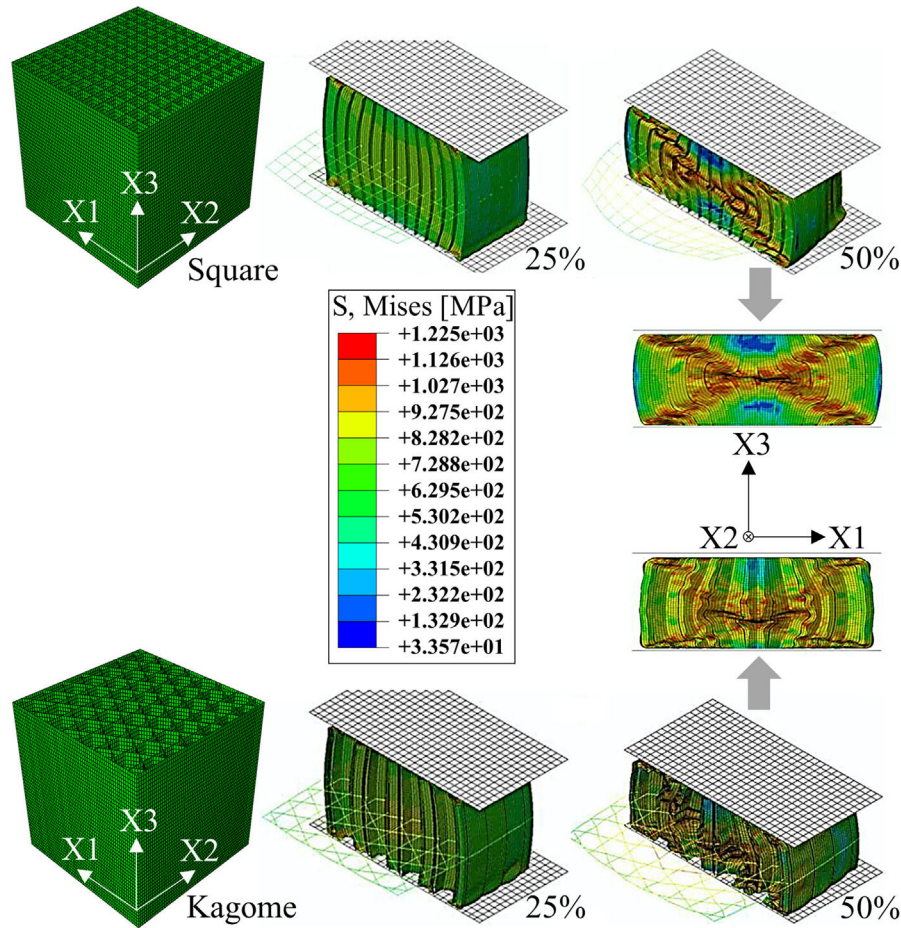 X3
X1
X2
Square
25%
50%
S, Mises [MPa]
+1.225e+03
+1.126e+03
+1.027e+03
+9.275e+02
+8.282e+02
+7.288e+02
+6.295e+02
+5.302e+02
+4.309e+02
+3.315e+02
+2.322e+02
+1.329e+02
+3.357e+01
X3
X2
X1
X3
X1
X2
Kagome
25%
50%